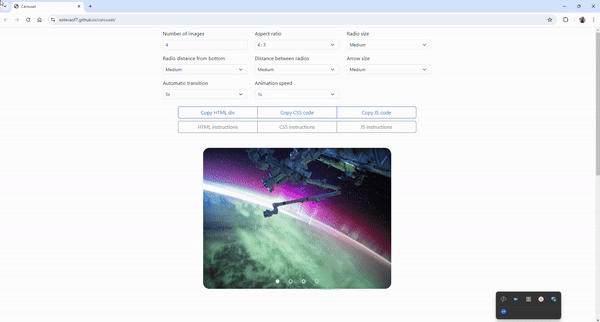 Carousel
estevaof7.github.io/carousel/
Number of images
Aspect ratio
Radio size
4
4 : 3
Medium
Radio distance from bottom
Distance between radios
Arrow size
Medium
Medium
Medium
Automatic transition
Animation speed
5s
1s
Copy HTML div
Copy CSS code
Copy JS code
HTML instructions
CSS instructions
JS instructions